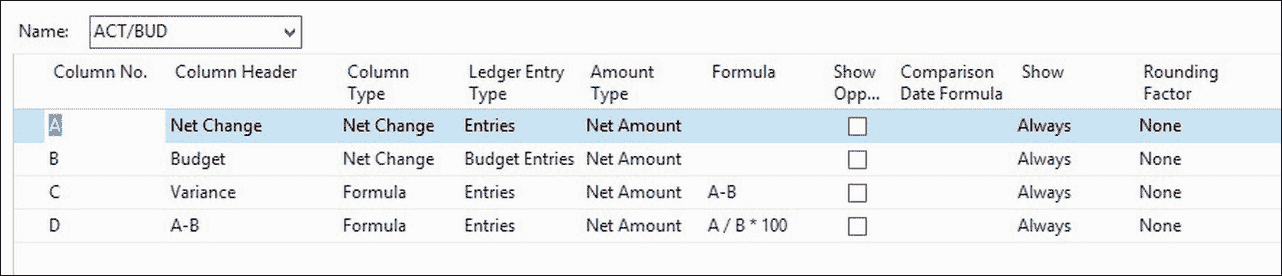 Name: ACT/BUD
Column No. Column Header Column Type Ledger Entry Type Amount Type Formula Show Opp... Comparison Date Formula Show Rounding Factor
A Net Change Net Change Entries Net Amount Always None
B Budget Net Change Budget Entries Net Amount Always None
C Variance Formula Entries Net Amount A-B Always None
D A-B Formula Entries Net Amount A / B * 100 Always None